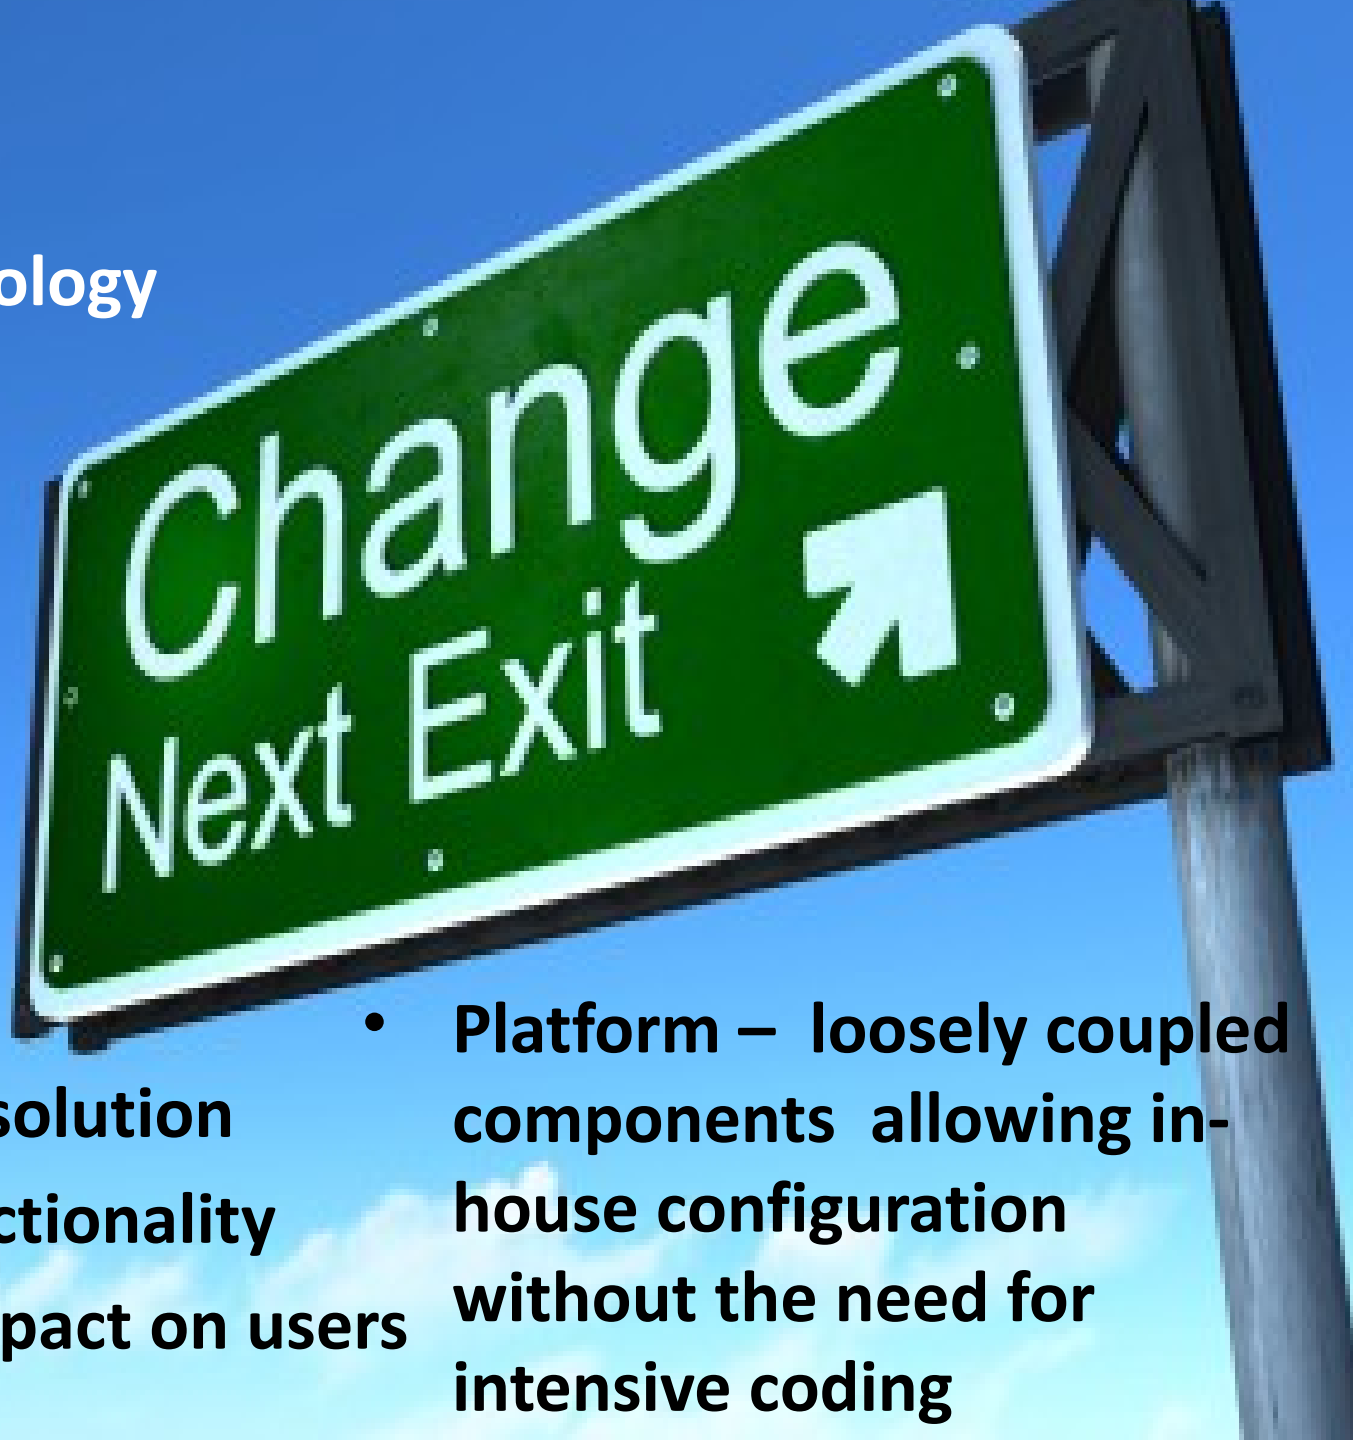 ology
Change
Next Exit
• Platform – loosely coupled
components allowing in-
house configuration
without the need for
intensive coding
solution
ctionality
pact on users